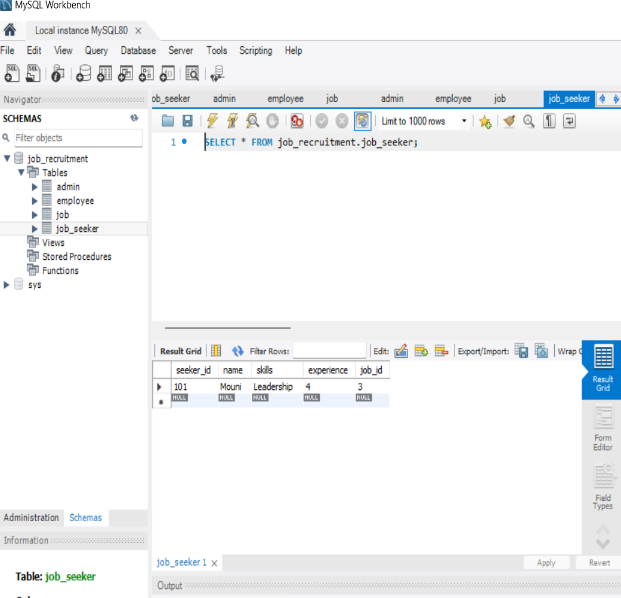 MySQL Workbench
Local instance MySQL80 ×
File Edit View Query Database Server Tools Scripting Help
Navigator
SCHEMAS
Filter objects
job_recruitment
Tables
admin
employee
job
job_seeker
Views
Stored Procedures
Functions
sys
Administration Schemas
Information
Table: job_seeker
ob_seeker admin employee job admin employee job job_seeker
Limit to 1000 rows
1 SELECT * FROM job_recruitment.job_seeker;
Result Grid Filter Rows: Edit: Export/Import: Wrap C
seeker_id name skills experience job_id
101 Mouni Leadership 4 3
NULL NULL NULL NULL NULL
Result
Grid
Form
Editor
Field
Types
job_seeker 1 × Apply Revert
Output